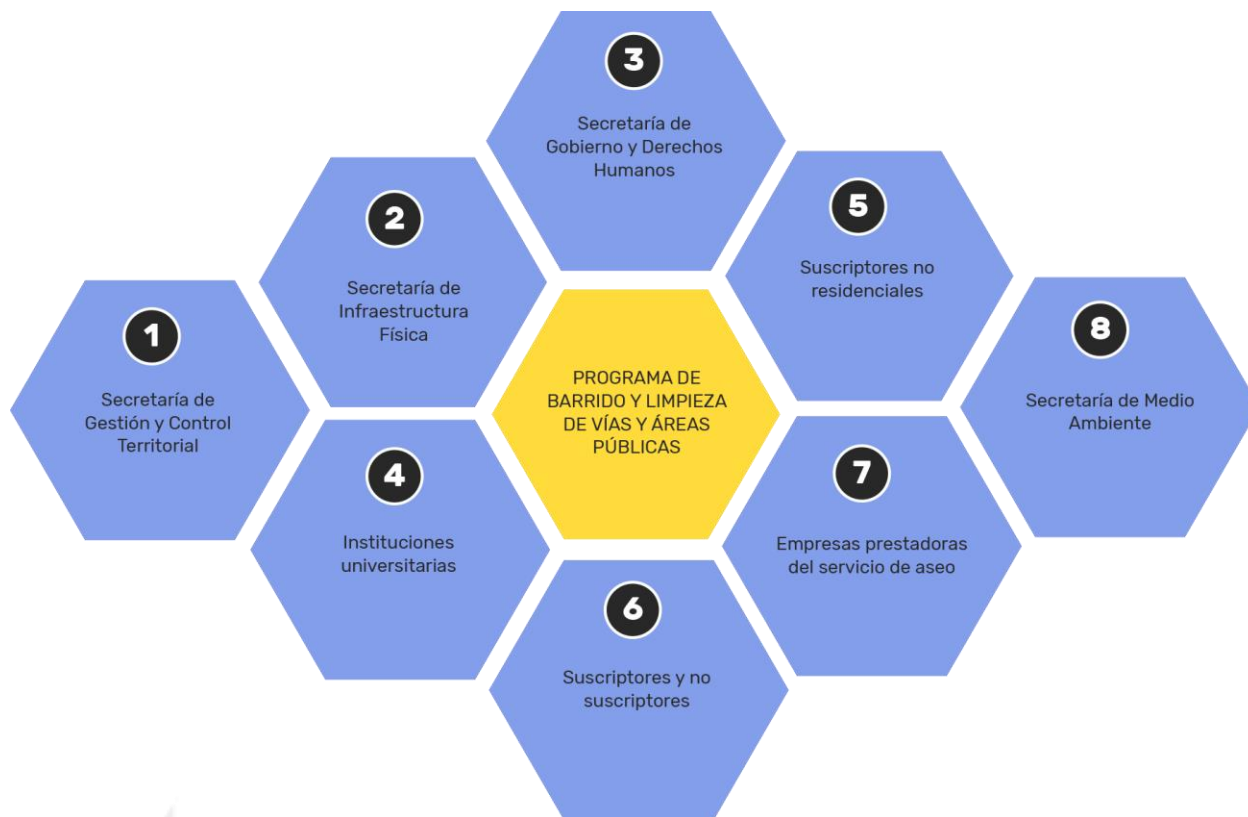 1
Secretaría de
Gestión y Control
Territorial
2
Secretaría de
Infraestructura
Física
3
Secretaría de
Gobierno y Derechos
Humanos
4
Instituciones
universitarias
5
Suscriptores no
residenciales
6
Suscriptores y no
suscriptores
7
Empresas prestadoras
del servicio de aseo
8
Secretaría de Medio
Ambiente
PROGRAMA DE
BARRIDO Y LIMPIEZA
DE VÍAS Y ÁREAS
PÚBLICAS